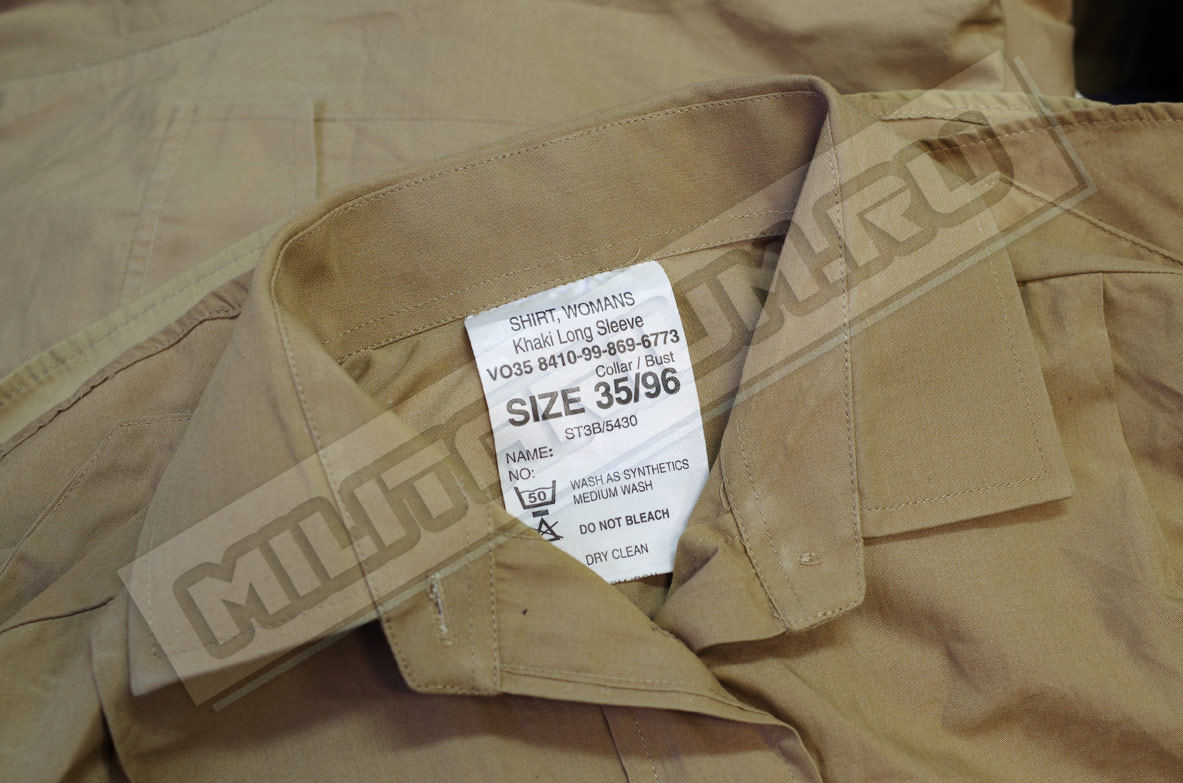 SHIRT, WOMANS
Khaki Long Sleeve
VO35 8410-99-869-6773
Collar / Bust
SIZE 35/96
ST3B/5430
NAME:
NO:
50
WASH AS SYNTHETICS
MEDIUM WASH
DO NOT BLEACH
DRY CLEAN